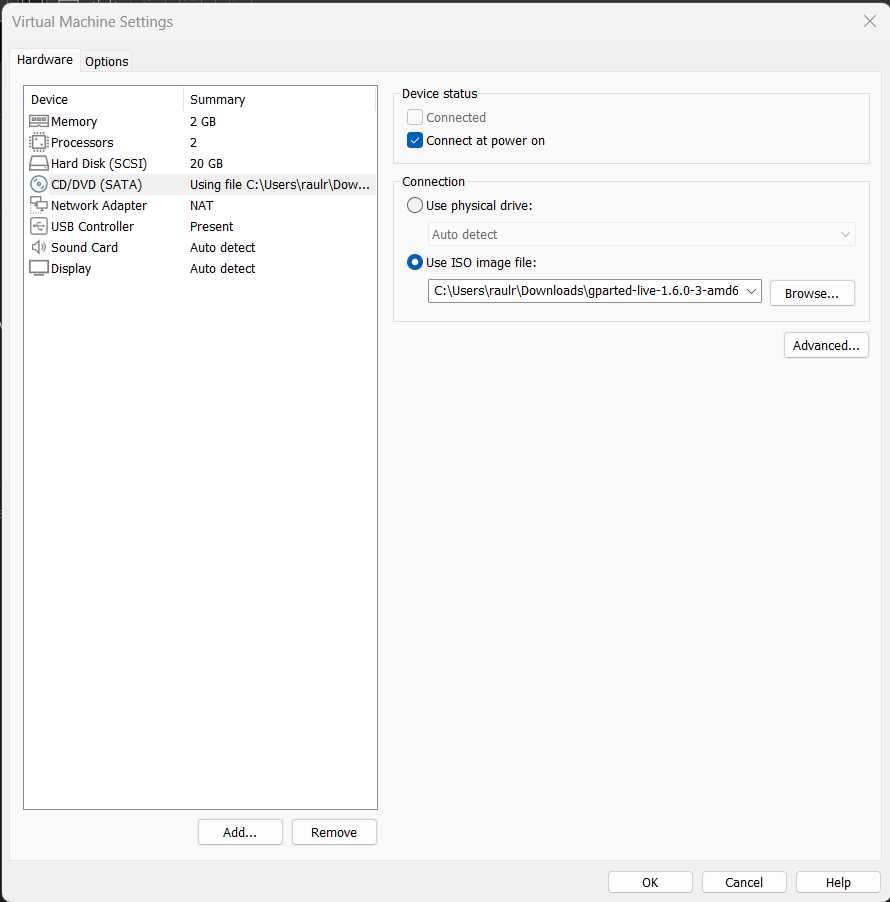 Virtual Machine Settings
Hardware
Options
Device Summary
Memory 2 GB
Processors 2
Hard Disk (SCSI) 20 GB
CD/DVD (SATA) Using file C:\Users\raulr\Dow...
Network Adapter NAT
USB Controller Present
Sound Card Auto detect
Display Auto detect
Add...
Remove
Device status
Connected
Connect at power on
Connection
Use physical drive:
Auto detect
Use ISO image file:
C:\Users\raulr\Downloads\gparted-live-1.6.0-3-amd6
Browse...
Advanced...
OK
Cancel
Help